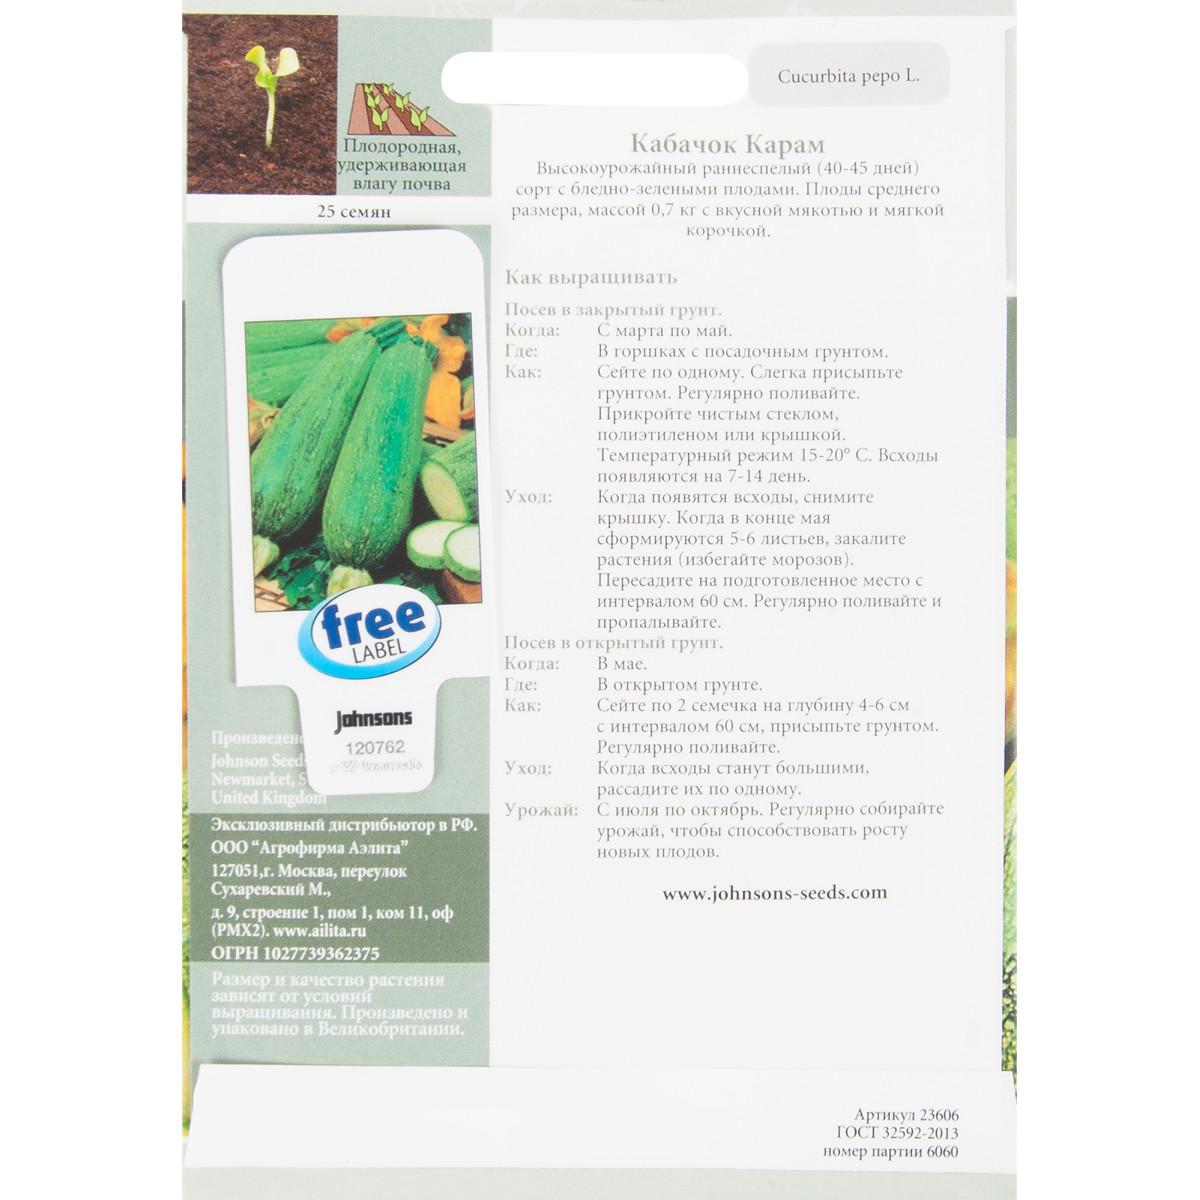 Плодородная,
удерживающая
влагу почва
25 семян
free
LABEL
johnsons
120762
floramedia
Произведено
Johnson Seeds
Newmarket, S
United Kingdom
Эксклюзивный дистрибьютор в РФ.
ООО “Агрофирма Аэлита”
127051,г. Москва, переулок
Сухаревский М.,
д. 9, строение 1, пом 1, ком 11, оф
(РМХ2). www.ailita.ru
ОГРН 1027739362375
Размер и качество растения
зависят от условий
выращивания. Произведено и
упаковано в Великобритании.
Cucurbita pepo L.
Кабачок Карам
Высокоурожайный раннеспелый (40-45 дней)
сорт с бледно-зелеными плодами. Плоды среднего
размера, массой 0,7 кг с вкусной мякотью и мягкой
корочкой.
Как выращивать
Посев в закрытый грунт.
Когда: С марта по май.
Где: В горшках с посадочным грунтом.
Как: Сейте по одному. Слегка присыпьте
грунтом. Регулярно поливайте.
Прикройте чистым стеклом,
полиэтиленом или крышкой.
Температурный режим 15-20° С. Всходы
появляются на 7-14 день.
Уход: Когда появятся всходы, снимите
крышку. Когда в конце мая
сформируются 5-6 листьев, закалите
растения (избегайте морозов).
Пересадите на подготовленное место с
интервалом 60 см. Регулярно поливайте и
пропалывайте.
Посев в открытый грунт.
Когда: В мае.
Где: В открытом грунте.
Как: Сейте по 2 семечка на глубину 4-6 см
с интервалом 60 см, присыпьте грунтом.
Регулярно поливайте.
Уход: Когда всходы станут большими,
рассадите их по одному.
Урожай: С июля по октябрь. Регулярно собирайте
урожай, чтобы способствовать росту
новых плодов.
www.johnsons-seeds.com
Артикул 23606
ГОСТ 32592-2013
номер партии 6060